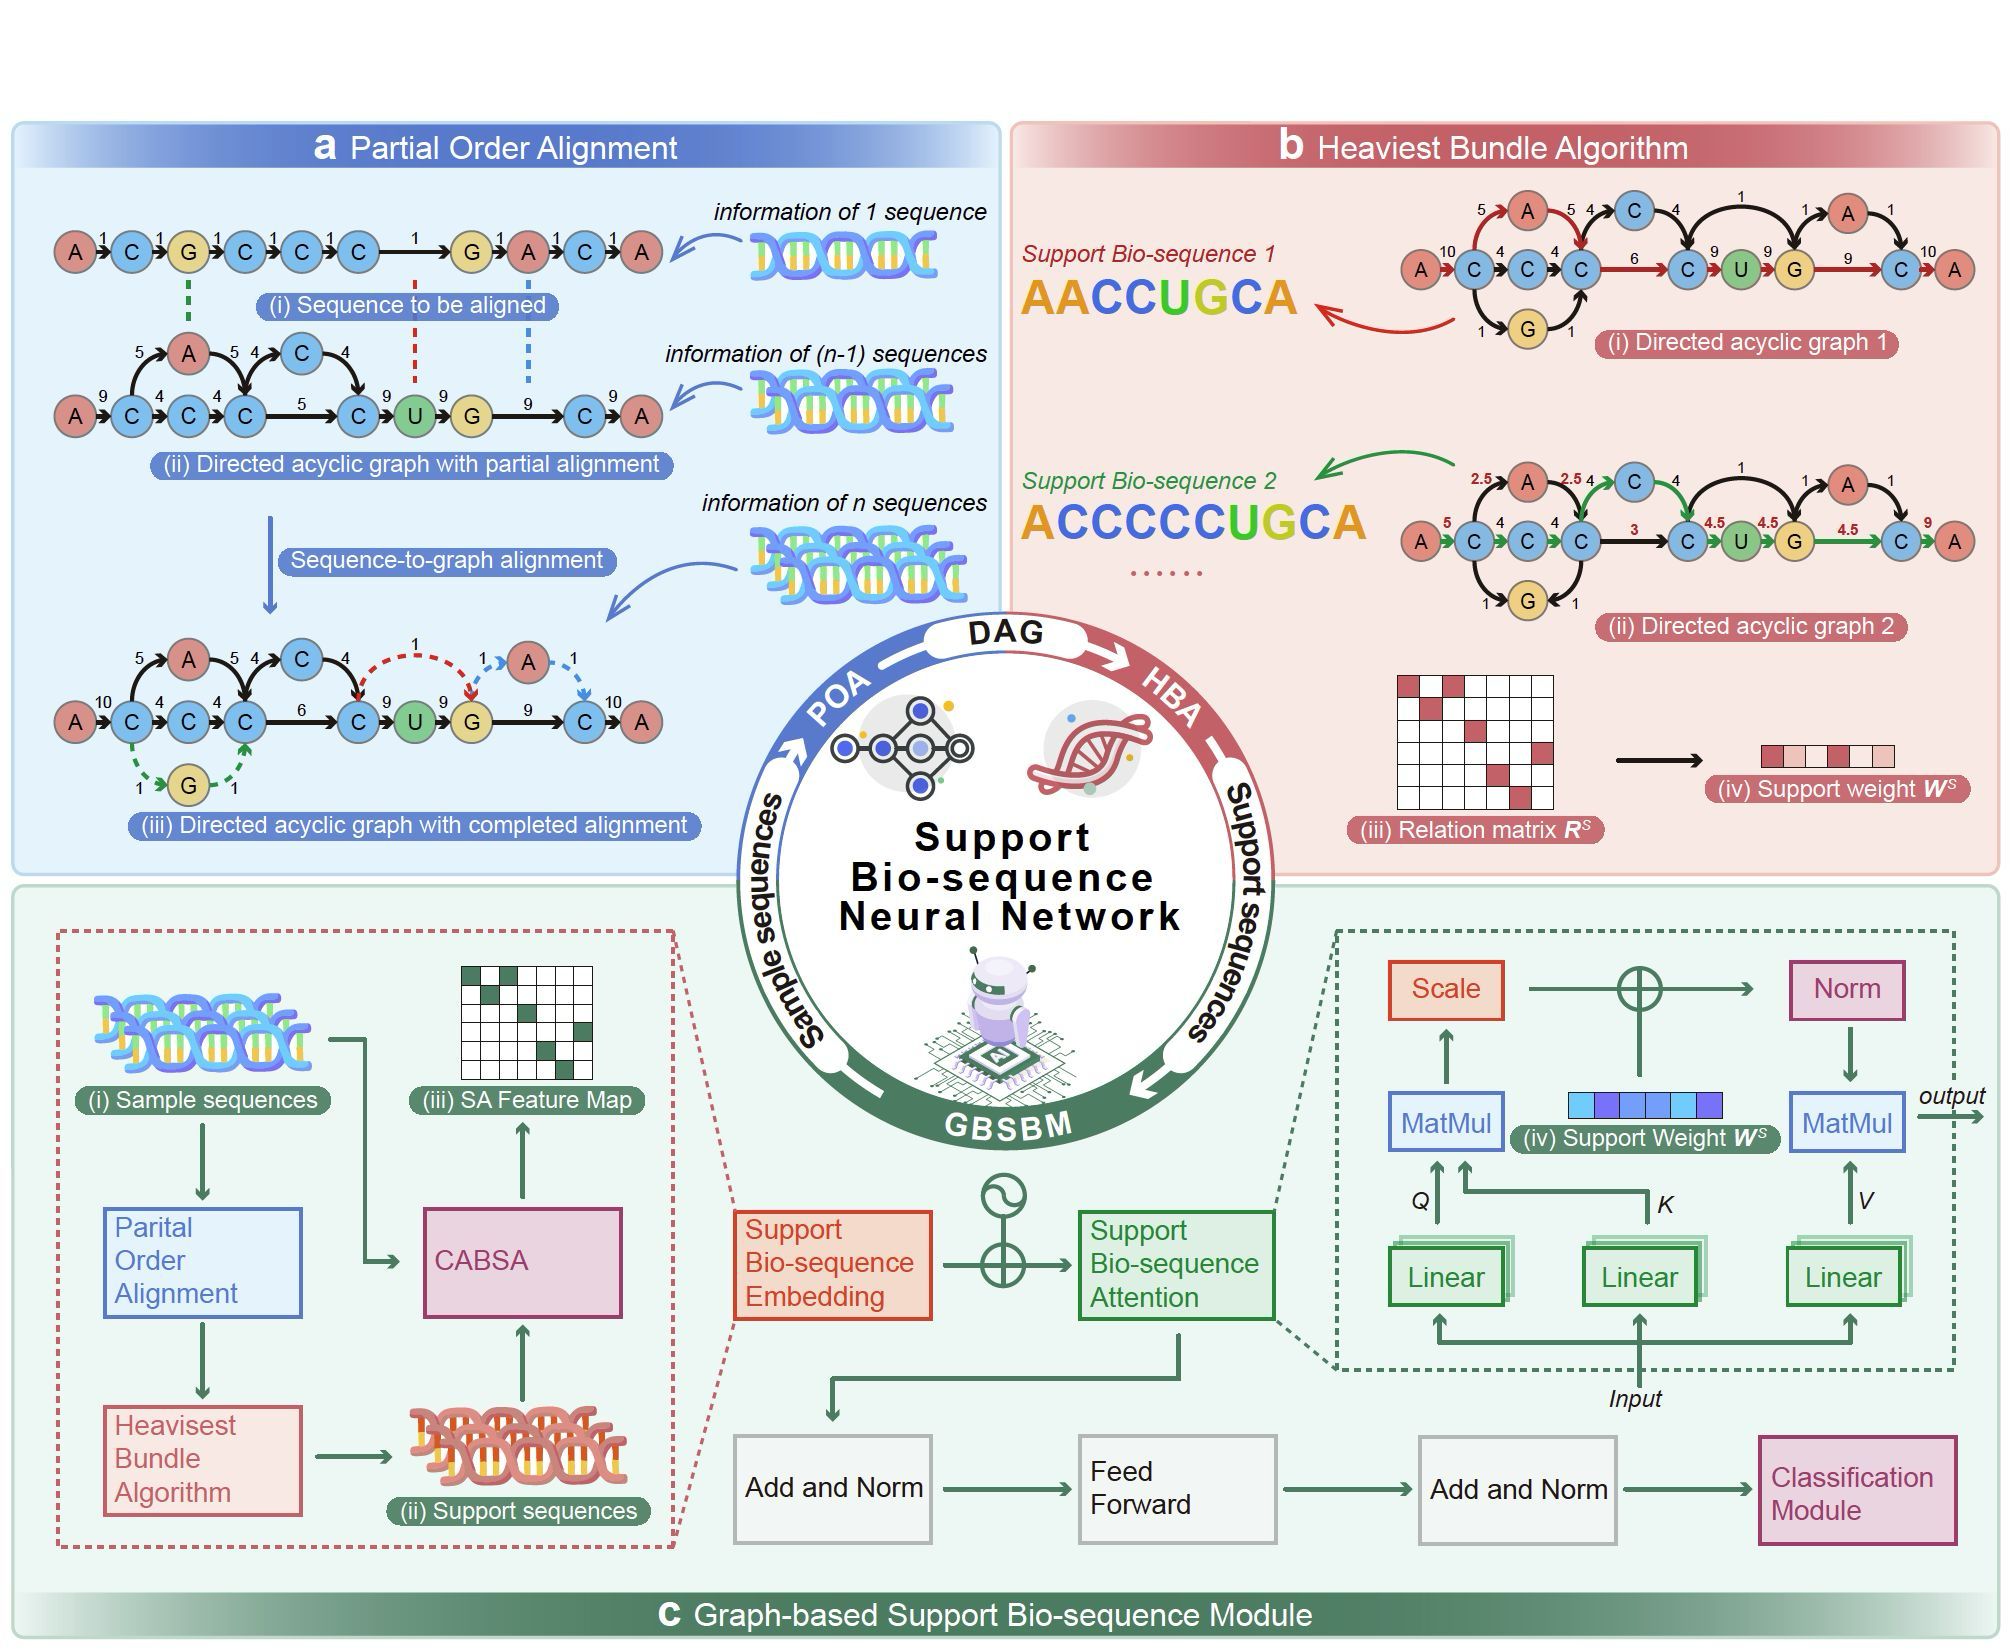 a Partial Order Alignment
information of 1 sequence
1 1 1 1 1 1 1 1 1
A C G C C C G A C A
(i) Sequence to be aligned
information of (n-1) sequences
5 A 5 4 C 4
9 4 4 5 9 9 9 9
A C C C C U G C A
(ii) Directed acyclic graph with partial alignment
information of n sequences
Sequence-to-graph alignment
5 A 5 4 C 4 1 1 A 1
10 4 4 6 9 9 9 10
A C C C C U G C A
1 G 1
(iii) Directed acyclic graph with completed alignment
b Heaviest Bundle Algorithm
5 A 5 4 C 4 1 1 A 1
Support Bio-sequence 1
10 4 4 6 9 9 9 10
A C C C C U G C A
AACCUGCA
1 G 1
(i) Directed acyclic graph 1
Support Bio-sequence 2
2.5 A 2.5 4 C 4 1 1 A 1
ACCCCCUGCA
5 4 4 3 4.5 4.5 4.5 9
A C C C C U G C A
......
1 G 1
(ii) Directed acyclic graph 2
(iii) Relation matrix R^S
(iv) Support weight W^S
DAG
POA
HBA
Sample sequences
Support sequences
GBSBM
Support
Bio-sequence
Neural Network
AI
(i) Sample sequences
(iii) SA Feature Map
Parital
Order
Alignment
CABSA
Heavisest
Bundle
Algorithm
(ii) Support sequences
Support
Bio-sequence
Embedding
Support
Bio-sequence
Attention
Scale
Norm
MatMul
(iv) Support Weight W^S
MatMul
output
Q
K
V
Linear
Linear
Linear
Input
Add and Norm
Feed
Forward
Add and Norm
Classification
Module
c Graph-based Support Bio-sequence Module